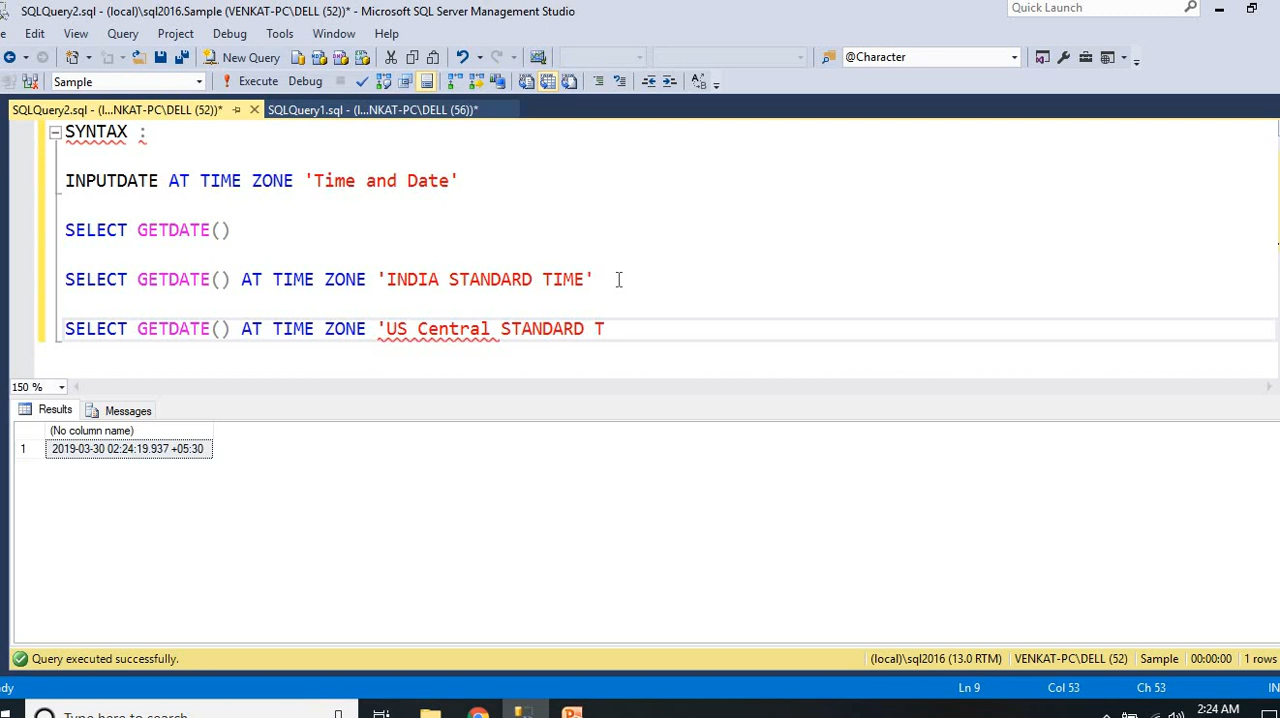 SQLQuery2.sql - (local)\sql2016.Sample (VENKAT-PC\DELL (52))* - Microsoft SQL Server Management Studio
Quick Launch
Edit View Query Project Debug Tools Window Help
New Query
@Character
Sample
Execute Debug
SQLQuery2.sql - (l...NKAT-PC\DELL (52))*
SQLQuery1.sql - (l...NKAT-PC\DELL (56))*
SYNTAX :
INPUTDATE AT TIME ZONE 'Time and Date'
SELECT GETDATE()
SELECT GETDATE() AT TIME ZONE 'INDIA STANDARD TIME'
SELECT GETDATE() AT TIME ZONE 'US Central STANDARD T
150 %
Results Messages
(No column name)
1 2019-03-30 02:24:19.937 +05:30
Query executed successfully.
(local)\sql2016 (13.0 RTM) VENKAT-PC\DELL (52) Sample 00:00:00 1 rows
Ln 9 Col 53 Ch 53
2:24 AM